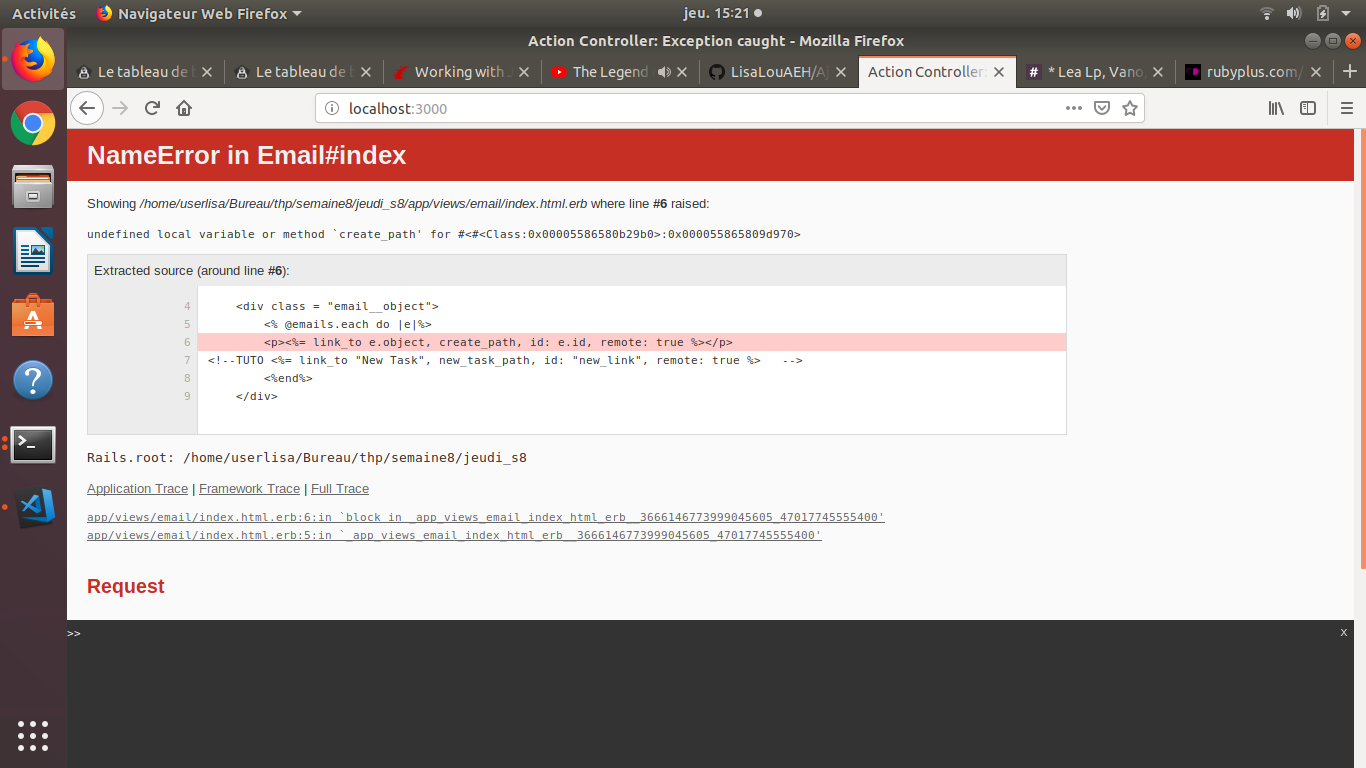 Activités Navigateur Web Firefox jeu. 15:21
Action Controller: Exception caught - Mozilla Firefox
Le tableau de b Le tableau de b Working with J The Legend LisaLouAEH/Aj Action Controller: * Lea Lp, Vano. rubyplus.com/
localhost:3000
NameError in Email#index
Showing /home/userlisa/Bureau/thp/semaine8/jeudi_s8/app/views/email/index.html.erb where line #6 raised:
undefined local variable or method `create_path' for #<#<Class:0x00005586580b29b0>:0x000055865809d970>
Extracted source (around line #6):
4 <div class = "email__object">
5 <% @emails.each do |e|%>
6 <p><%= link_to e.object, create_path, id: e.id, remote: true %></p>
7 <!--TUTO <%= link_to "New Task", new_task_path, id: "new_link", remote: true %> -->
8 <%end%>
9 </div>
Rails.root: /home/userlisa/Bureau/thp/semaine8/jeudi_s8
Application Trace | Framework Trace | Full Trace
app/views/email/index.html.erb:6:in `block in _app_views_email_index_html_erb__3666146773999045605_47017745555400'
app/views/email/index.html.erb:5:in `_app_views_email_index_html_erb__3666146773999045605_47017745555400'
Request
>> x